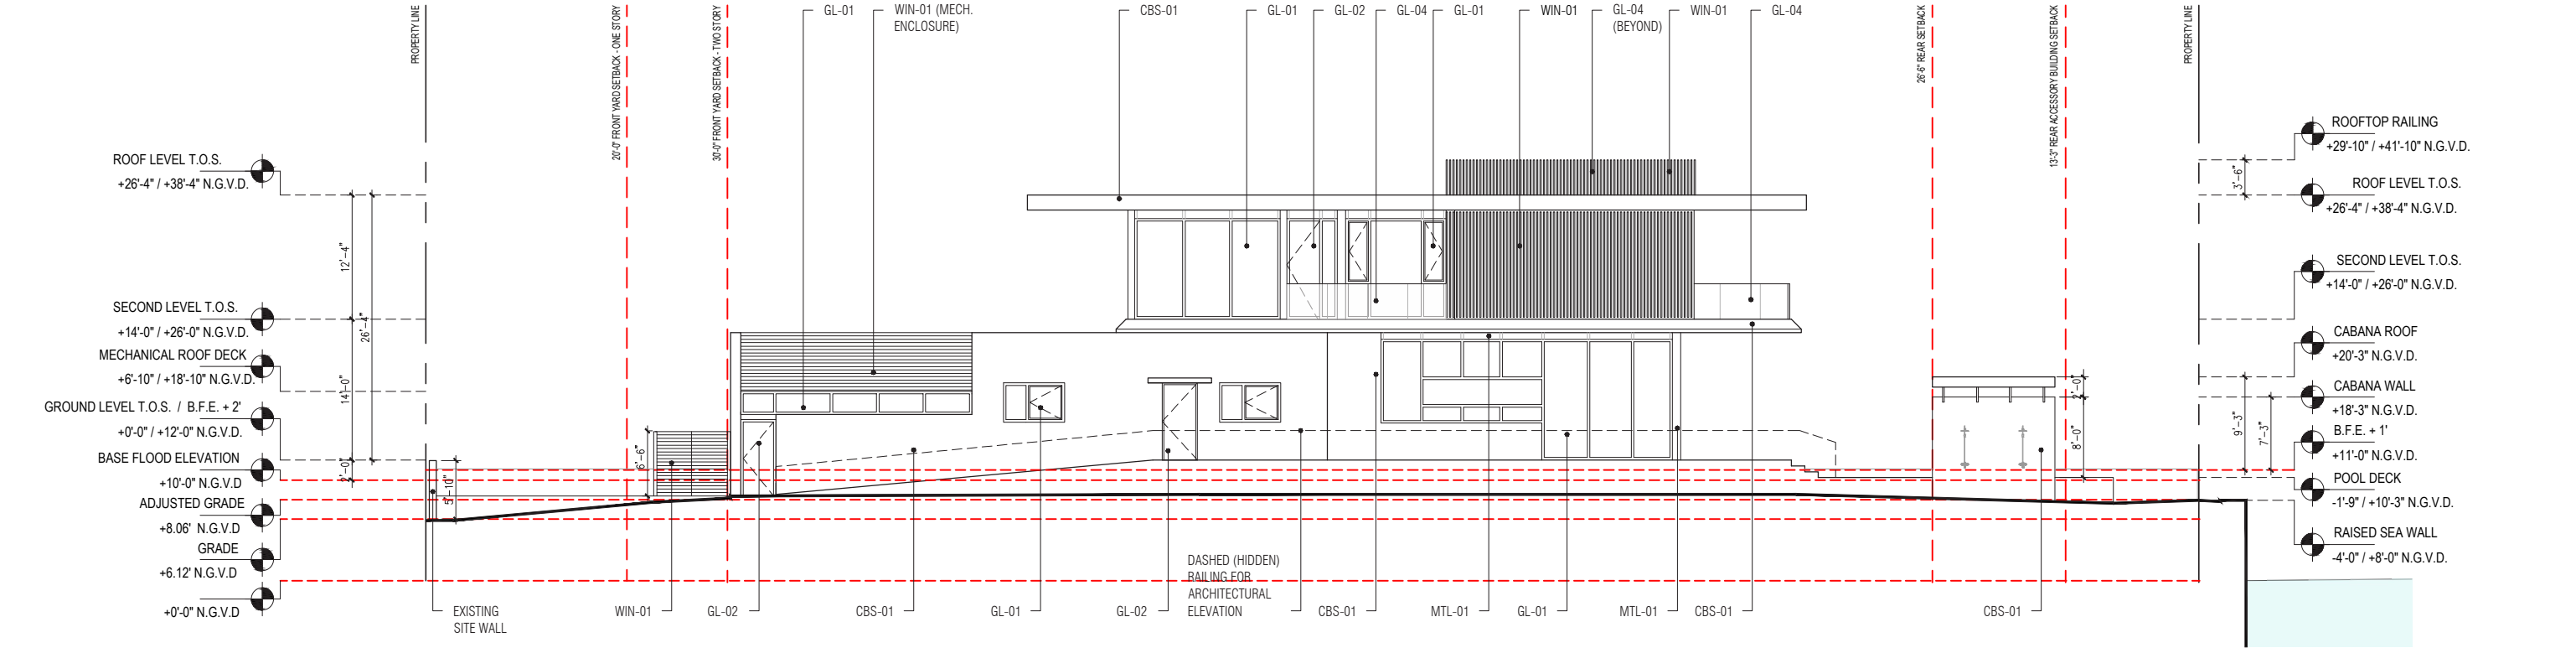 GL-01
WIN-01 (MECH.
ENCLOSURE)
CBS-01
GL-01
GL-02
GL-04
GL-01
WIN-01
GL-04
(BEYOND)
WIN-01
GL-04
PROPERTY LINE
20'-0" FRONT YARD SETBACK - ONE STORY
30'-0" FRONT YARD SETBACK - TWO STORY
26'-6" REAR SETBACK
13'-3" REAR ACCESSORY BUILDING SETBACK
PROPERTY LINE
ROOF LEVEL T.O.S.
+26'-4" / +38'-4" N.G.V.D.
SECOND LEVEL T.O.S.
+14'-0" / +26'-0" N.G.V.D.
MECHANICAL ROOF DECK
+6'-10" / +18'-10" N.G.V.D.
GROUND LEVEL T.O.S. / B.F.E. + 2'
+0'-0" / +12'-0" N.G.V.D.
BASE FLOOD ELEVATION
+10'-0" N.G.V.D
ADJUSTED GRADE
+8.06' N.G.V.D
GRADE
+6.12' N.G.V.D
+0'-0" N.G.V.D
12'-4"
26'-4"
14'-0"
2'-0"
5'-10"
6'-6"
ROOFTOP RAILING
+29'-10" / +41'-10" N.G.V.D.
3'-6"
ROOF LEVEL T.O.S.
+26'-4" / +38'-4" N.G.V.D.
SECOND LEVEL T.O.S.
+14'-0" / +26'-0" N.G.V.D.
CABANA ROOF
+20'-3" N.G.V.D.
CABANA WALL
+18'-3" N.G.V.D.
B.F.E. + 1'
+11'-0" N.G.V.D.
POOL DECK
-1'-9" / +10'-3" N.G.V.D.
RAISED SEA WALL
-4'-0" / +8'-0" N.G.V.D.
2'-0"
8'-0"
9'-3"
7'-3"
EXISTING
SITE WALL
WIN-01
GL-02
CBS-01
GL-01
GL-02
DASHED (HIDDEN)
RAILING FOR
ARCHITECTURAL
ELEVATION
CBS-01
MTL-01
GL-01
MTL-01
CBS-01
CBS-01